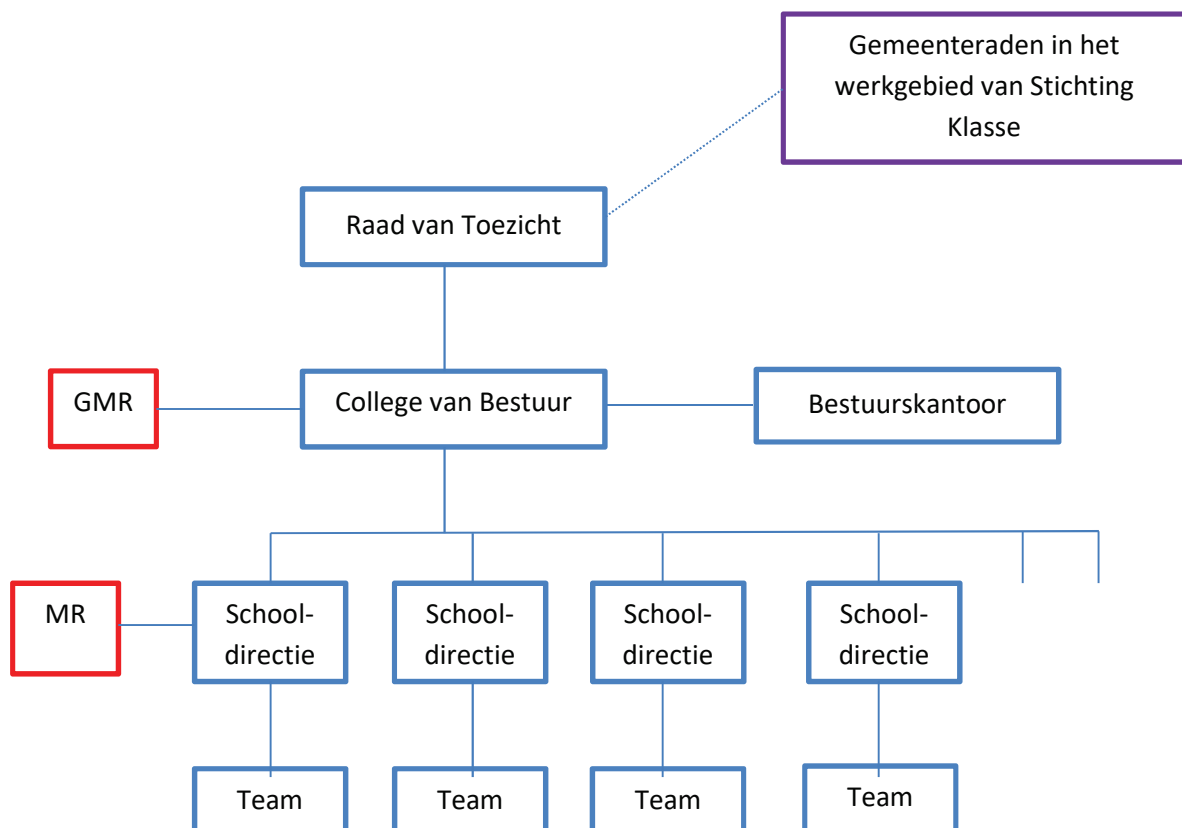 Gemeenteraden in het
werkgebied van Stichting
Klasse
Raad van Toezicht
GMR
College van Bestuur
Bestuurskantoor
MR
School-
directie
School-
directie
School-
directie
School-
directie
Team
Team
Team
Team